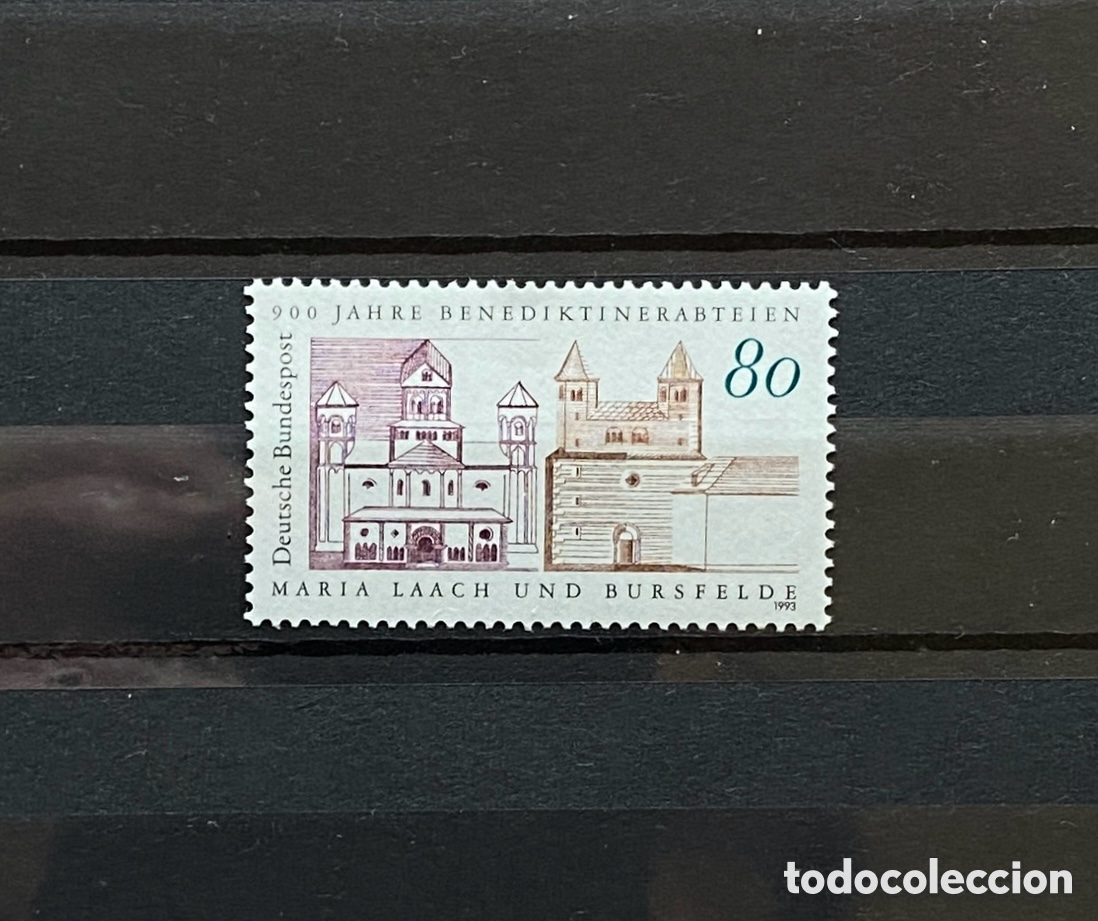 900 JAHRE BENEDIKTINERABTEIEN
Deutsche Bundespost
80
MARIA LAACH UND BURSFELDE
1993
todocoleccion